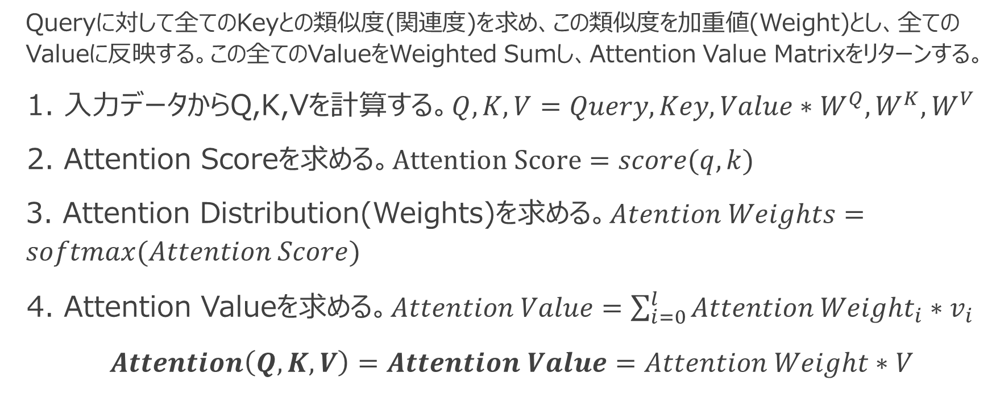 Queryに対して全てのKeyとの類似度(関連度)を求め、この類似度を加重値(Weight)とし、全ての
Valueに反映する。この全てのValueをWeighted Sumし、Attention Value Matrixをリターンする。
1. 入力データからQ,K,Vを計算する。Q, K, V = Query, Key, Value ∗ W^Q, W^K, W^V
2. Attention Scoreを求める。Attention Score = score(q, k)
3. Attention Distribution(Weights)を求める。Atention Weights =
softmax(Attention Score)
4. Attention Valueを求める。Attention Value = ∑_{i=0}^{l} Attention Weight_i ∗ v_i
Attention(Q, K, V) = Attention Value = Attention Weight ∗ V